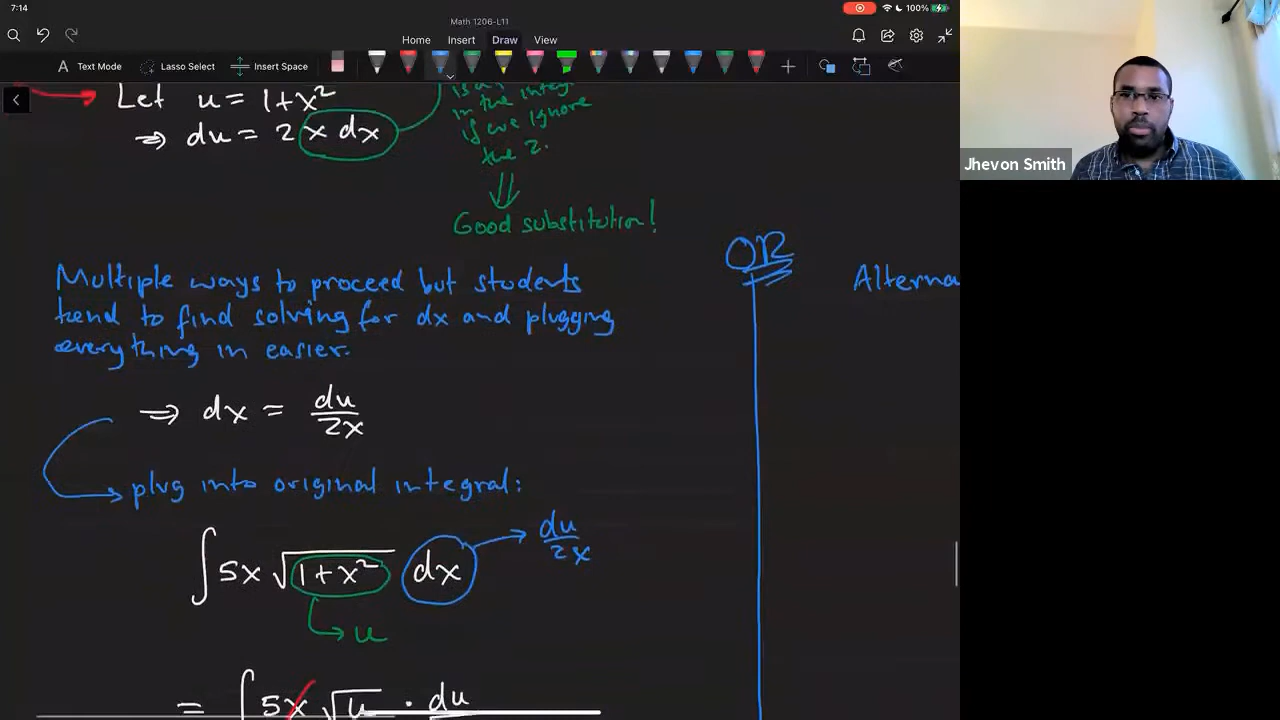 7:14
100%
Math 1206-L11
Home Insert Draw View
Text Mode Lasso Select Insert Space
Let u = 1+x²
⇒ du = 2 x dx
in the integ
if we ignore
the 2.
⇓
Good substitution!
Multiple ways to proceed but students
tend to find solving for dx and plugging
everything in easier.
⇒ dx = du/2x
→ plug into original integral:
∫ 5x √(1+x²) dx → du/2x
→ u
= ∫ 5x √u · du
OR
Alterna
Jhevon Smith